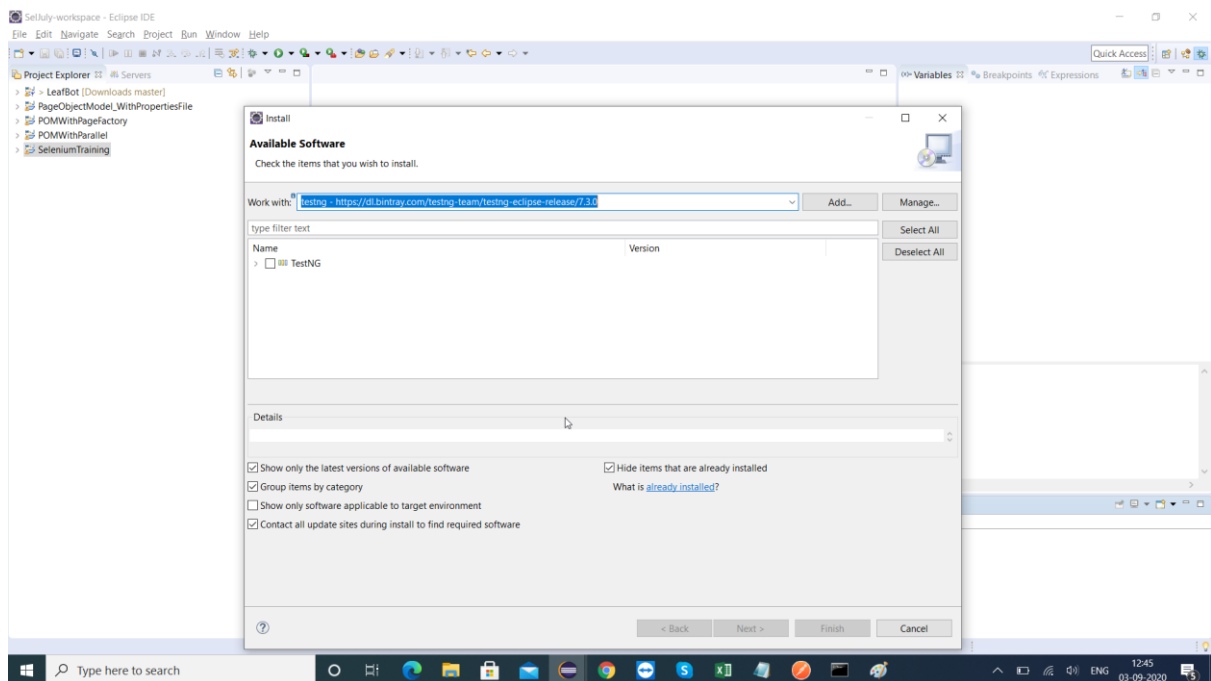 SelJuly-workspace - Eclipse IDE
File Edit Navigate Search Project Run Window Help
Quick Access
Project Explorer Servers
Variables Breakpoints Expressions
> LeafBot [Downloads master]
PageObjectModel_WithPropertiesFile
POMWithPageFactory
POMWithParallel
SeleniumTraining
Install
Available Software
Check the items that you wish to install.
Work with: testng - https://dl.bintray.com/testng-team/testng-eclipse-release/7.3.0 Add... Manage...
type filter text Select All
Name Version Deselect All
TestNG
Details
Show only the latest versions of available software Hide items that are already installed
Group items by category What is already installed?
Show only software applicable to target environment
Contact all update sites during install to find required software
< Back Next > Finish Cancel
Type here to search ENG 12:45
03-09-2020